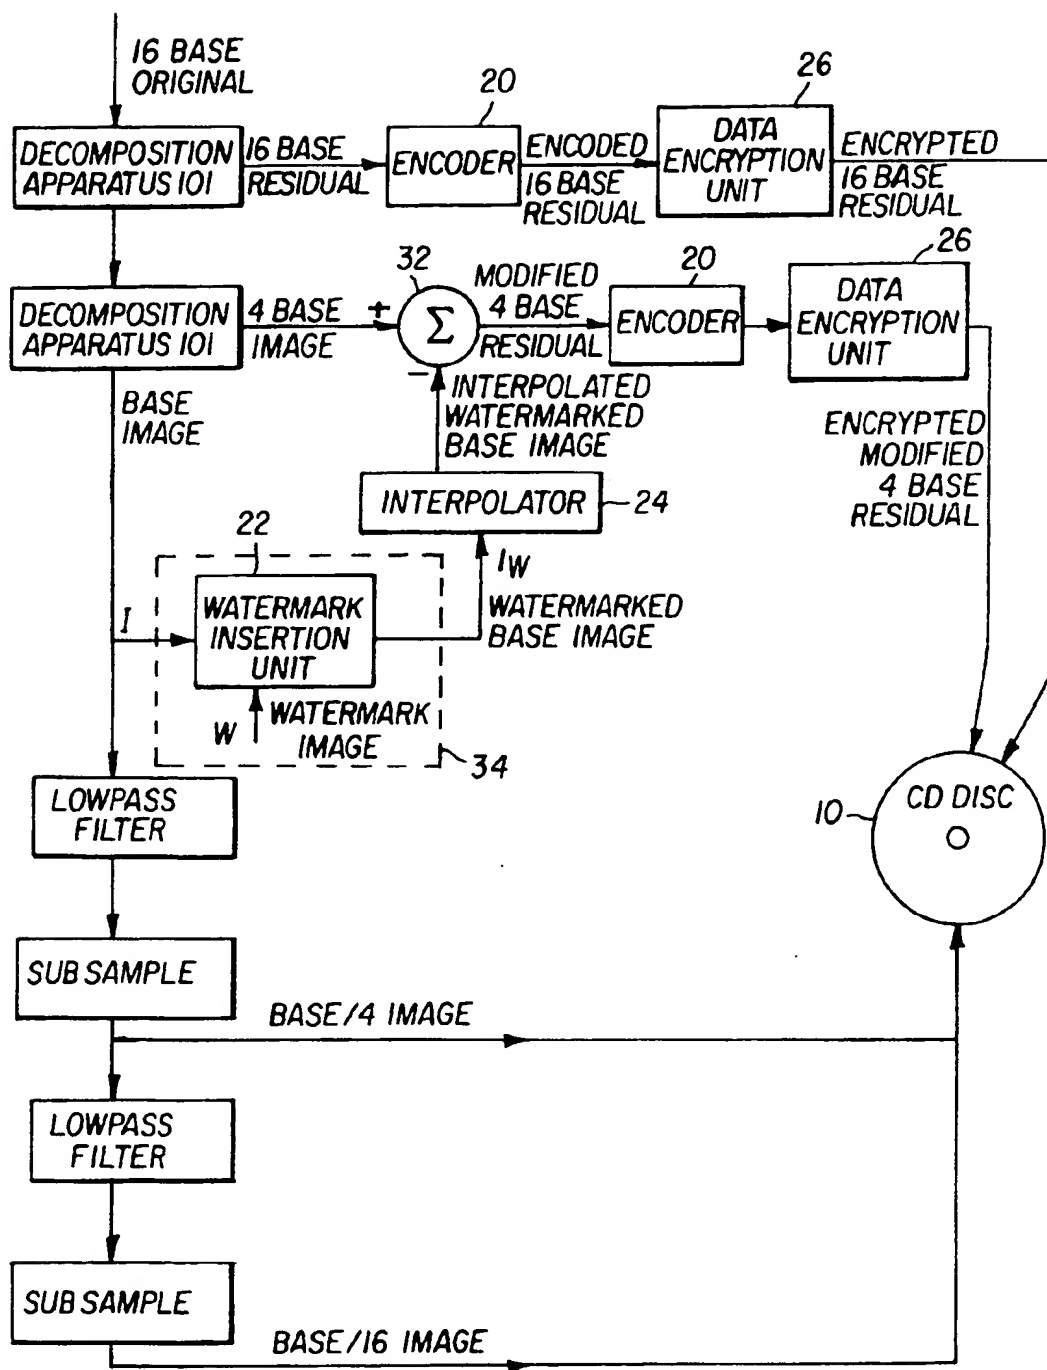 16 BASE
ORIGINAL
DECOMPOSITION
APPARATUS 101
16 BASE
RESIDUAL
20
ENCODER
ENCODED
16 BASE
RESIDUAL
26
DATA
ENCRYPTION
UNIT
ENCRYPTED
16 BASE
RESIDUAL
DECOMPOSITION
APPARATUS 101
4 BASE
IMAGE
+
32
Σ
−
MODIFIED
4 BASE
RESIDUAL
20
ENCODER
26
DATA
ENCRYPTION
UNIT
BASE
IMAGE
INTERPOLATED
WATERMARKED
BASE IMAGE
ENCRYPTED
MODIFIED
4 BASE
RESIDUAL
INTERPOLATOR
24
22
I
WATERMARK
INSERTION
UNIT
IW
WATERMARKED
BASE IMAGE
W
WATERMARK
IMAGE
34
LOWPASS
FILTER
10
CD DISC
SUB SAMPLE
BASE/4 IMAGE
LOWPASS
FILTER
SUB SAMPLE
BASE/16 IMAGE